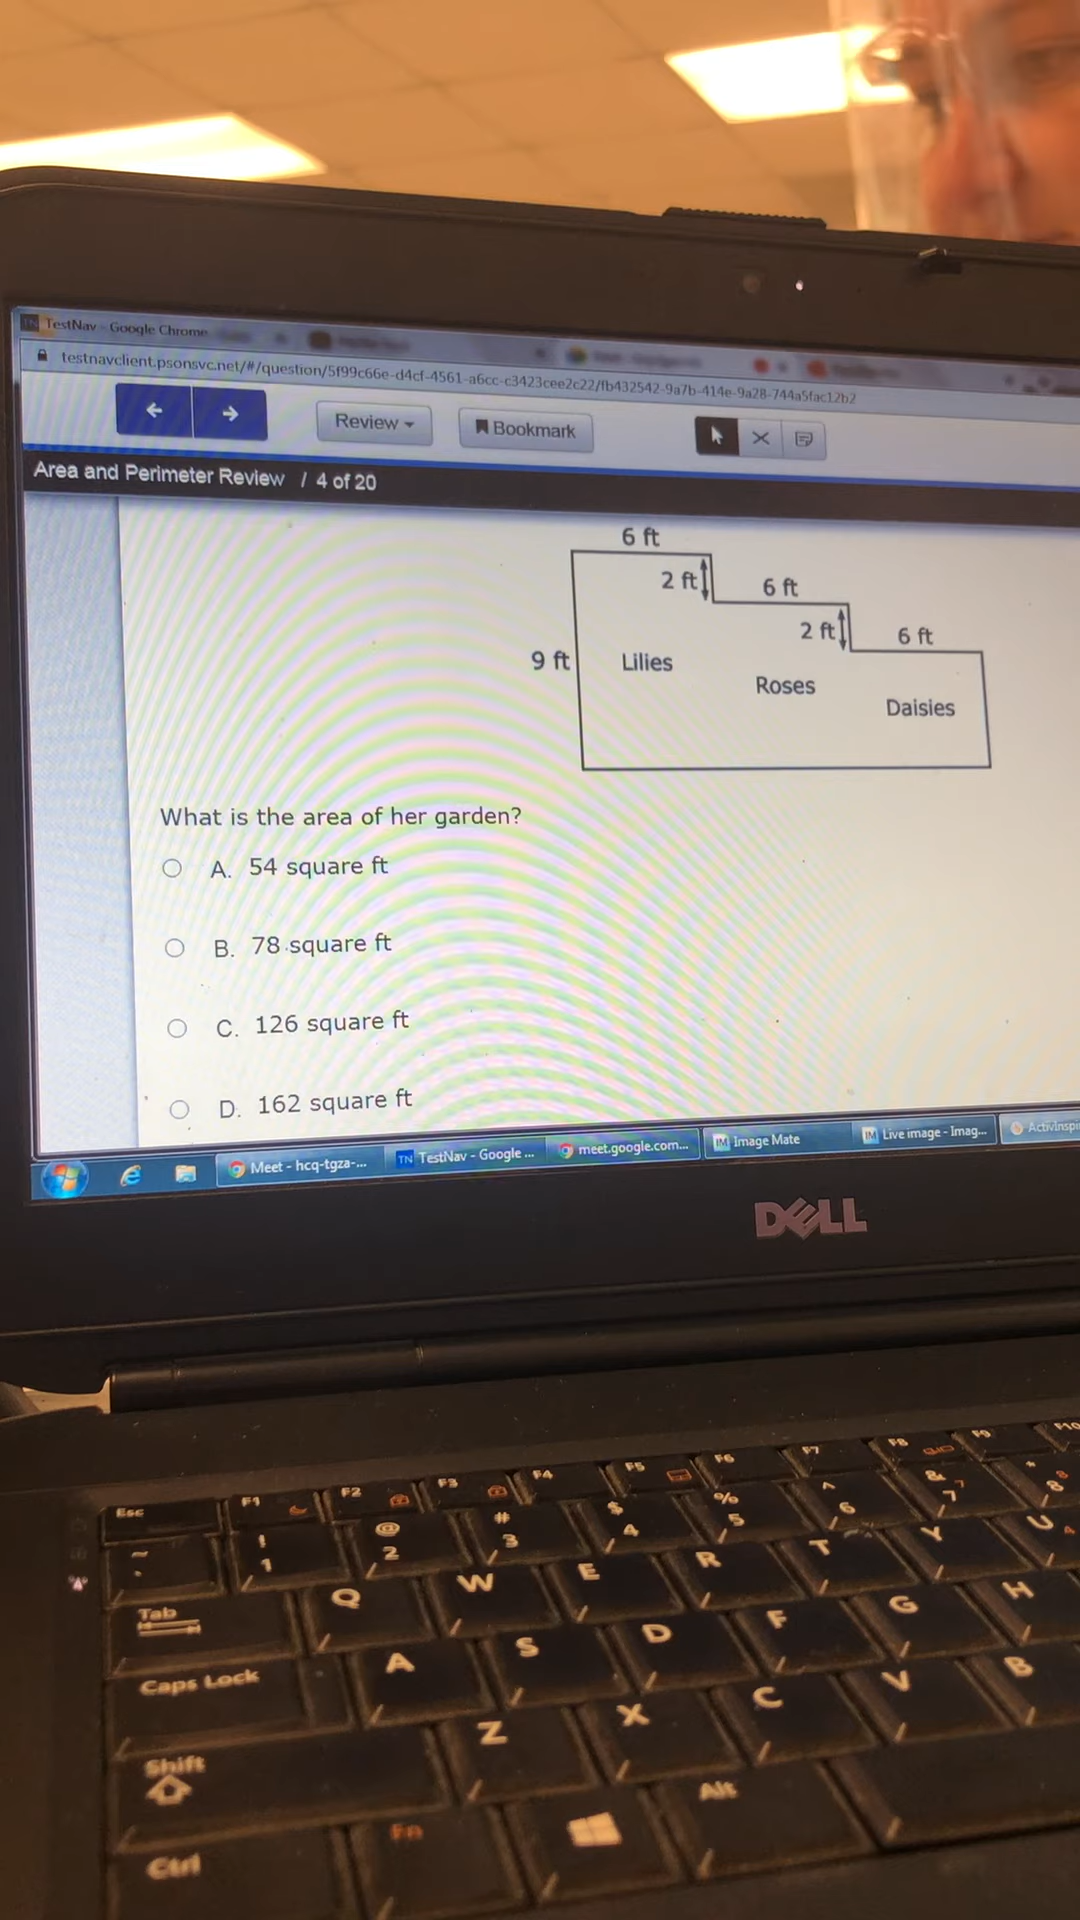 TN TestNav - Google Chrome
testnavclient.psonsvc.net/#/question/5f99c66e-d4cf-4561-a6cc-c3423cee2c22/fb432542-9a7b-414e-9a28-744a5fac12b2
Review
Bookmark
Area and Perimeter Review / 4 of 20
6 ft
2 ft
6 ft
2 ft
6 ft
9 ft
Lilies
Roses
Daisies
What is the area of her garden?
A. 54 square ft
B. 78 square ft
C. 126 square ft
D. 162 square ft
Meet - hcq-tgza-...
TN TestNav - Google ...
meet.google.com...
IM Image Mate
IM Live image - Imag...
ActivInspi
DELL
Esc F1 F2 F3 F4 F5 F6 F7 F8 F9 F10
~ ! @ # $ % ^ & *
1 2 3 4 5 6 7 8
Tab Q W E R T Y U
Caps Lock A S D F G H
Shift Z X C V B
Ctrl Fn Alt